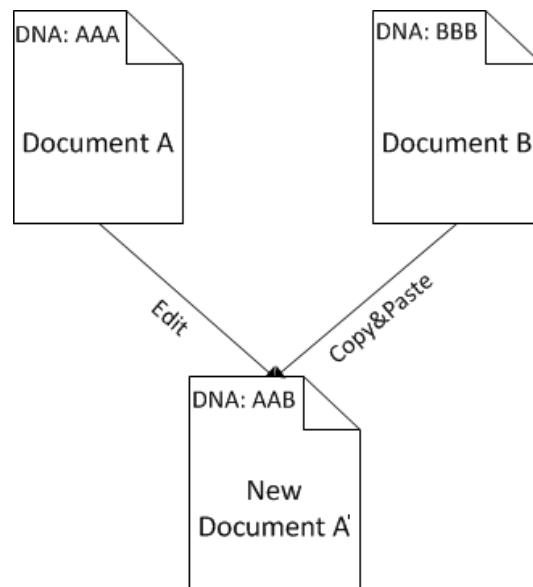 DNA: AAA
Document A
DNA: BBB
Document B
Edit
Copy&Paste
DNA: AAB
New
Document A'